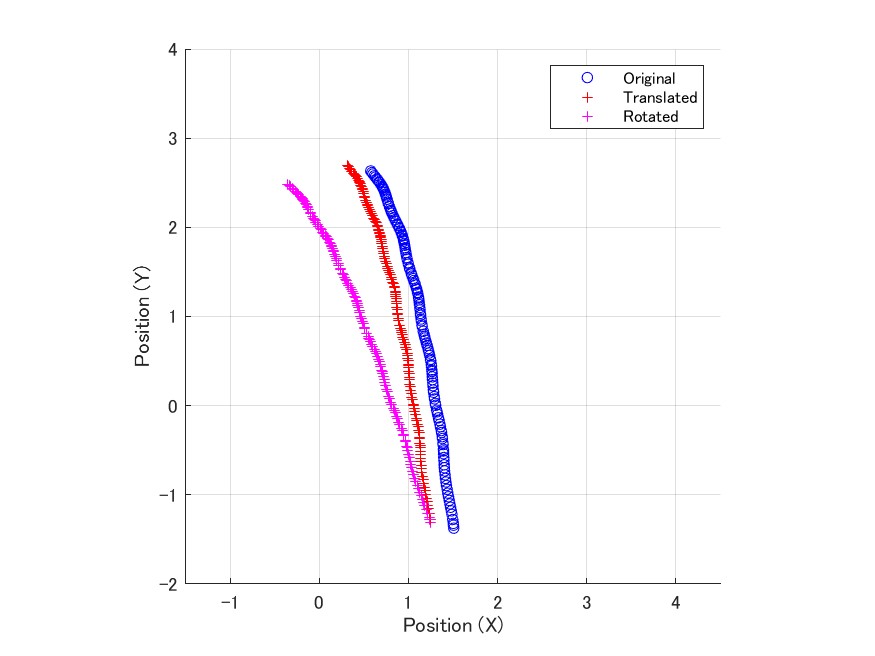 4
3
2
1
0
−1
−2
−1
0
1
2
3
4
Position (X)
Position (Y)
Original
Translated
Rotated